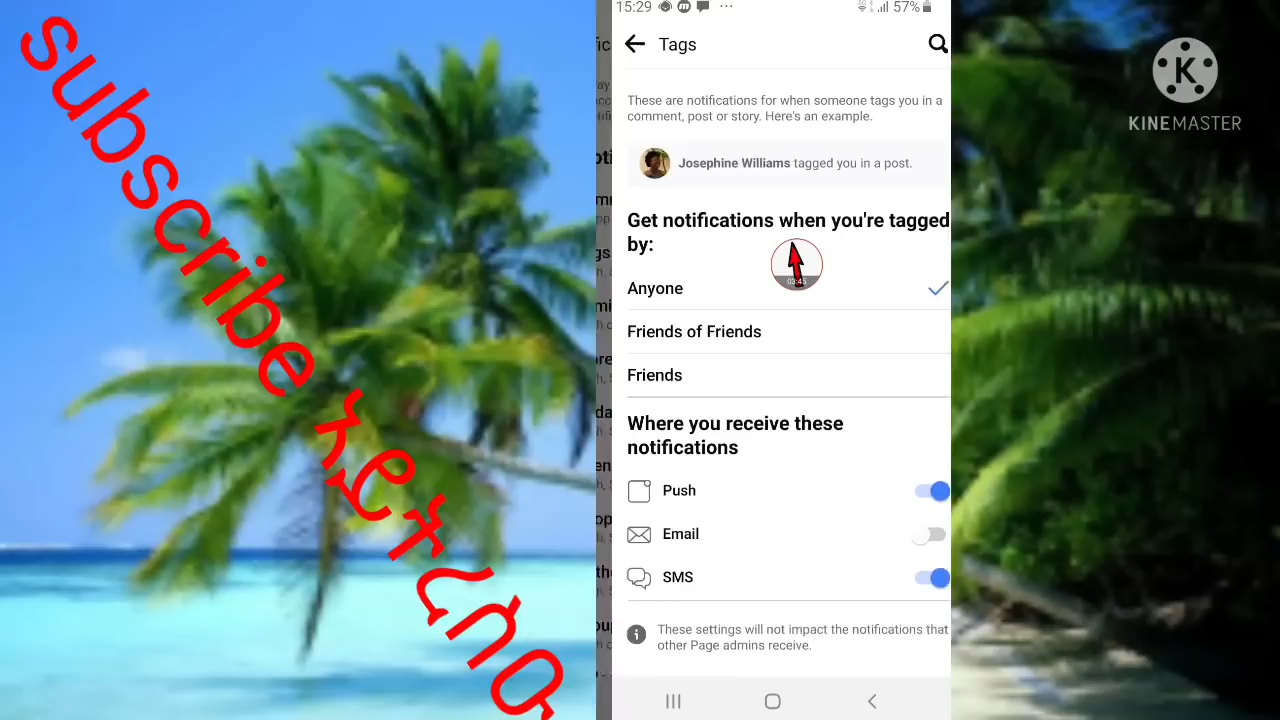 subscribe
15:29
57%
Tags
These are notifications for when someone tags you in a
comment, post or story. Here's an example.
Josephine Williams tagged you in a post.
Get notifications when you're tagged
by:
03:45
Anyone
Friends of Friends
Friends
Where you receive these
notifications
Push
Email
SMS
These settings will not impact the notifications that
other Page admins receive.
K
KINEMASTER